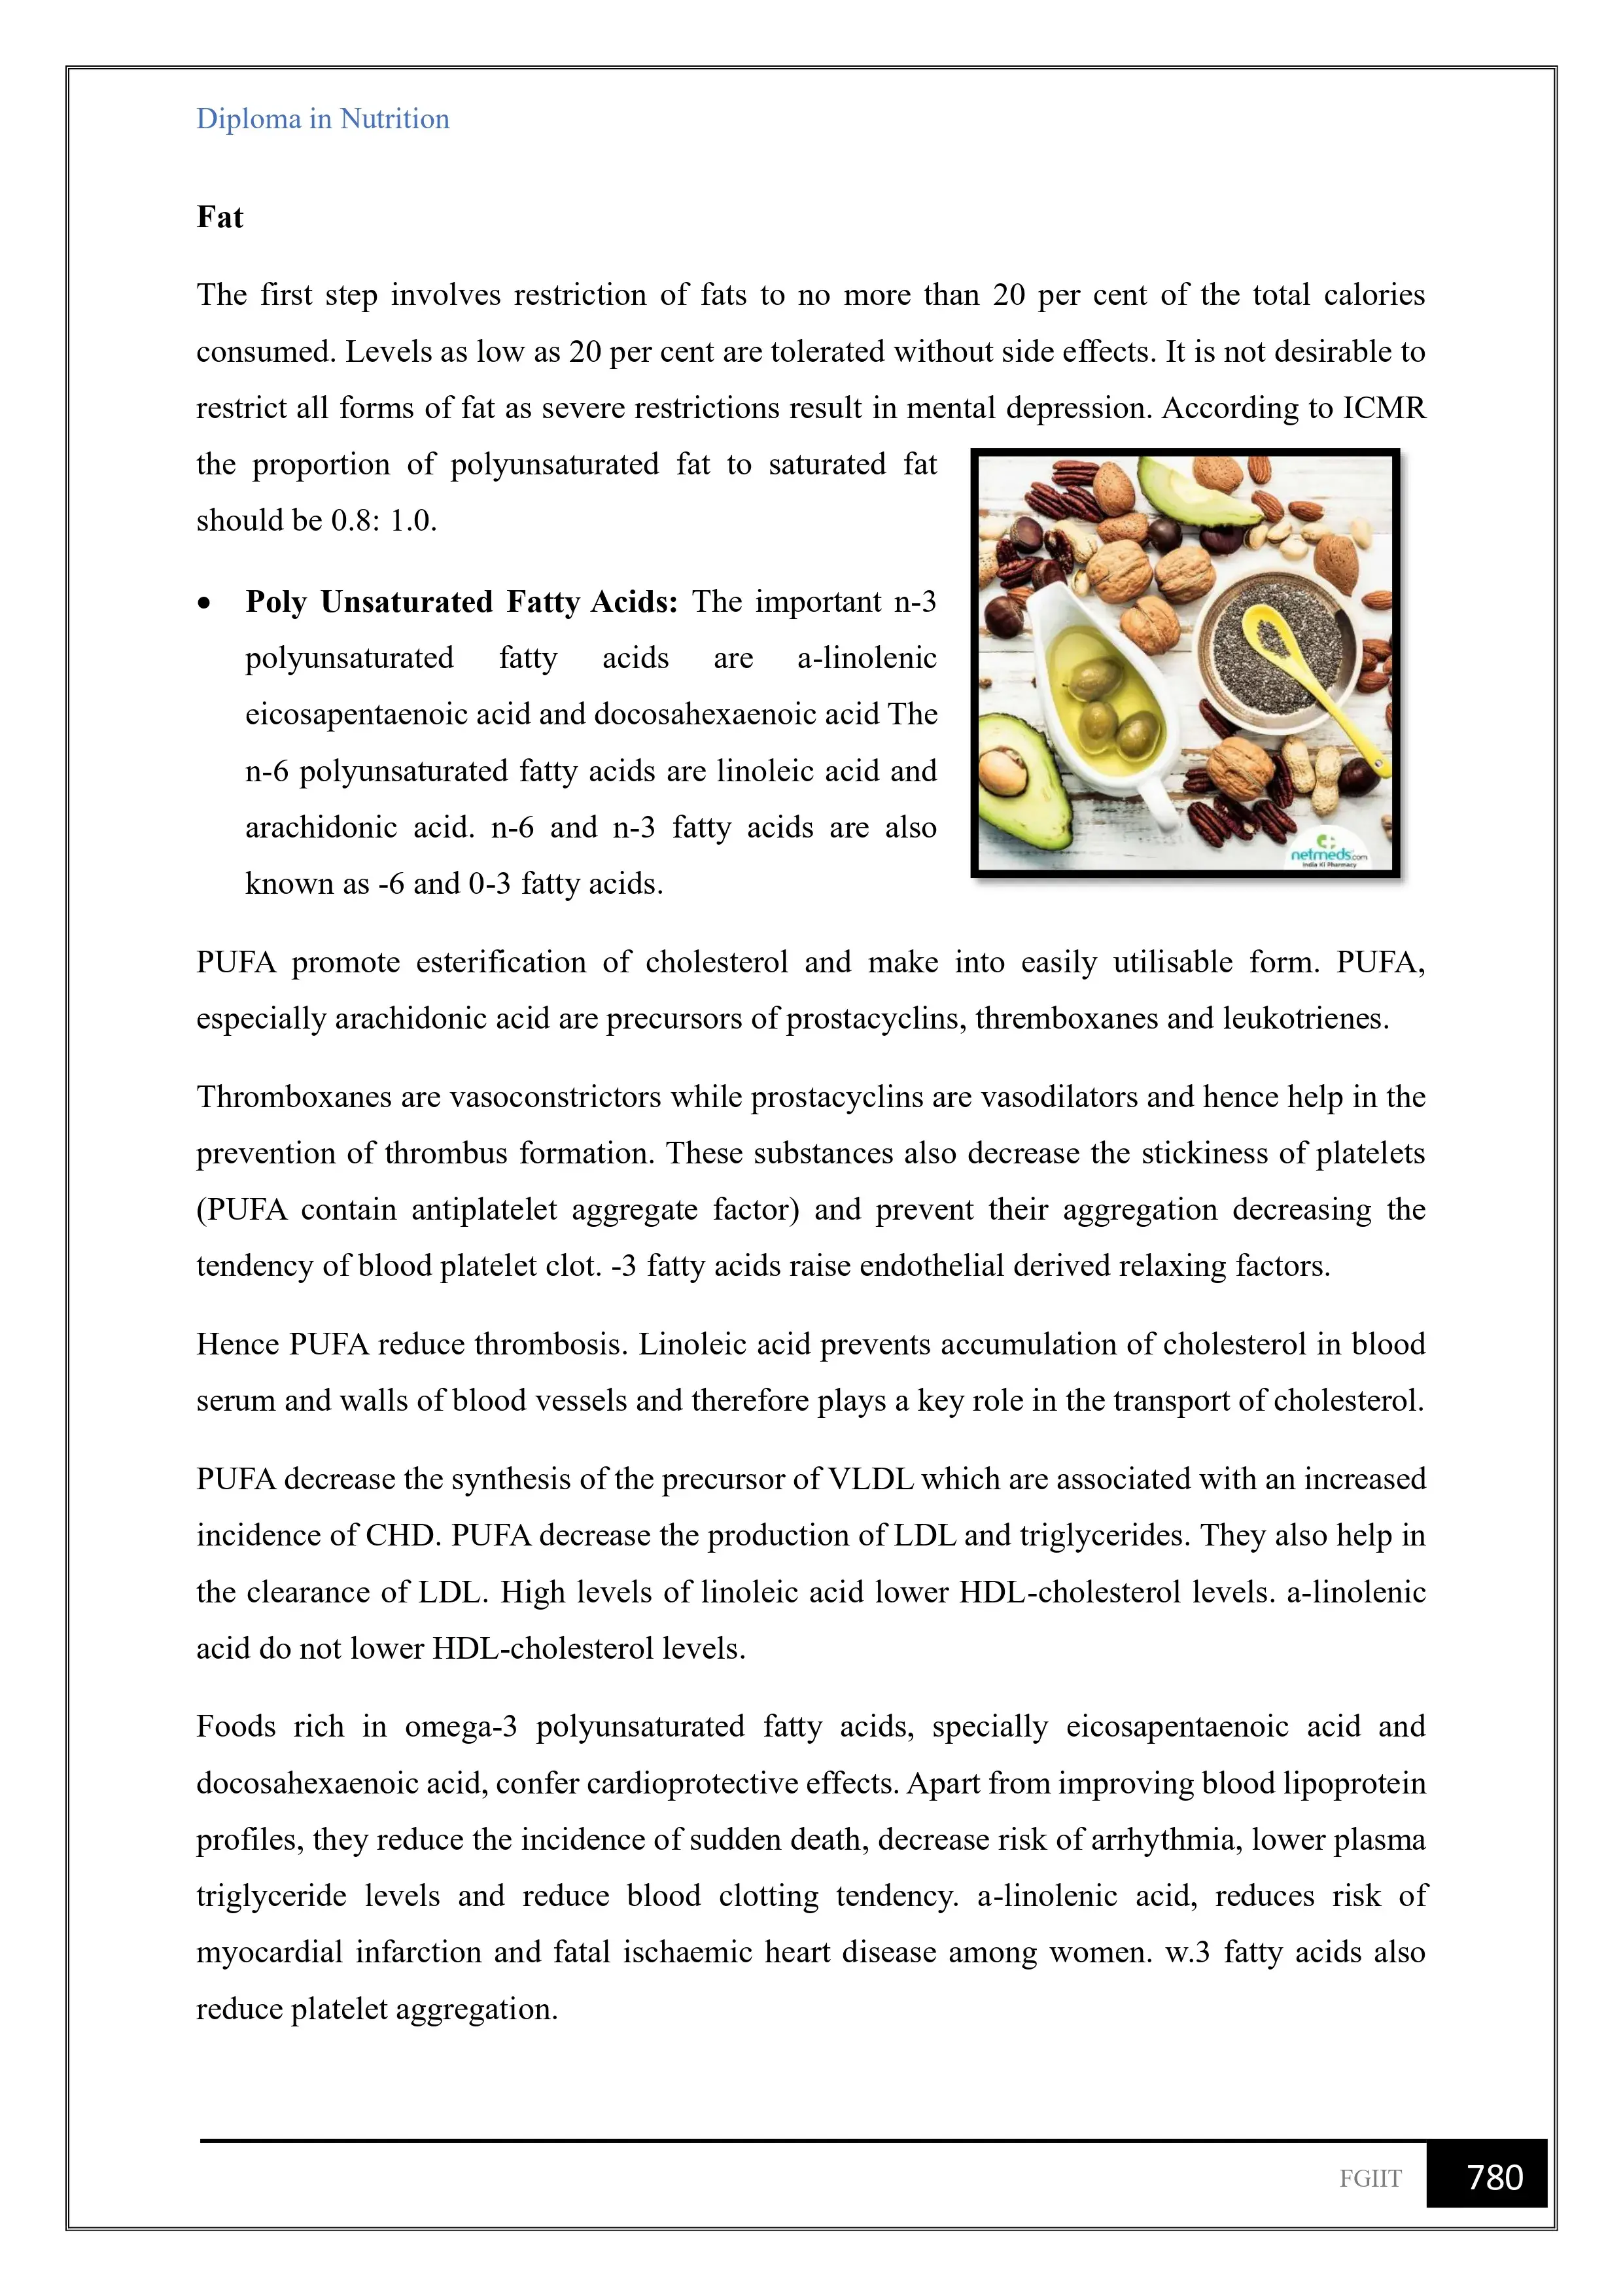 Diploma in Nutrition
Fat
The first step involves restriction of fats to no more than 20 per cent of the total calories
consumed. Levels as low as 20 per cent are tolerated without side effects. It is not desirable to
restrict all forms of fat as severe restrictions result in mental depression. According to ICMR
the proportion of polyunsaturated fat to saturated fat
should be 0.8: 1.0.
• Poly Unsaturated Fatty Acids: The important n-3
polyunsaturated fatty acids are a-linolenic
eicosapentaenoic acid and docosahexaenoic acid The
n-6 polyunsaturated fatty acids are linoleic acid and
arachidonic acid. n-6 and n-3 fatty acids are also
known as -6 and 0-3 fatty acids.
netmeds.com
India Ki Pharmacy
PUFA promote esterification of cholesterol and make into easily utilisable form. PUFA,
especially arachidonic acid are precursors of prostacyclins, thremboxanes and leukotrienes.
Thromboxanes are vasoconstrictors while prostacyclins are vasodilators and hence help in the
prevention of thrombus formation. These substances also decrease the stickiness of platelets
(PUFA contain antiplatelet aggregate factor) and prevent their aggregation decreasing the
tendency of blood platelet clot. -3 fatty acids raise endothelial derived relaxing factors.
Hence PUFA reduce thrombosis. Linoleic acid prevents accumulation of cholesterol in blood
serum and walls of blood vessels and therefore plays a key role in the transport of cholesterol.
PUFA decrease the synthesis of the precursor of VLDL which are associated with an increased
incidence of CHD. PUFA decrease the production of LDL and triglycerides. They also help in
the clearance of LDL. High levels of linoleic acid lower HDL-cholesterol levels. a-linolenic
acid do not lower HDL-cholesterol levels.
Foods rich in omega-3 polyunsaturated fatty acids, specially eicosapentaenoic acid and
docosahexaenoic acid, confer cardioprotective effects. Apart from improving blood lipoprotein
profiles, they reduce the incidence of sudden death, decrease risk of arrhythmia, lower plasma
triglyceride levels and reduce blood clotting tendency. a-linolenic acid, reduces risk of
myocardial infarction and fatal ischaemic heart disease among women. w.3 fatty acids also
reduce platelet aggregation.
FGIIT 780